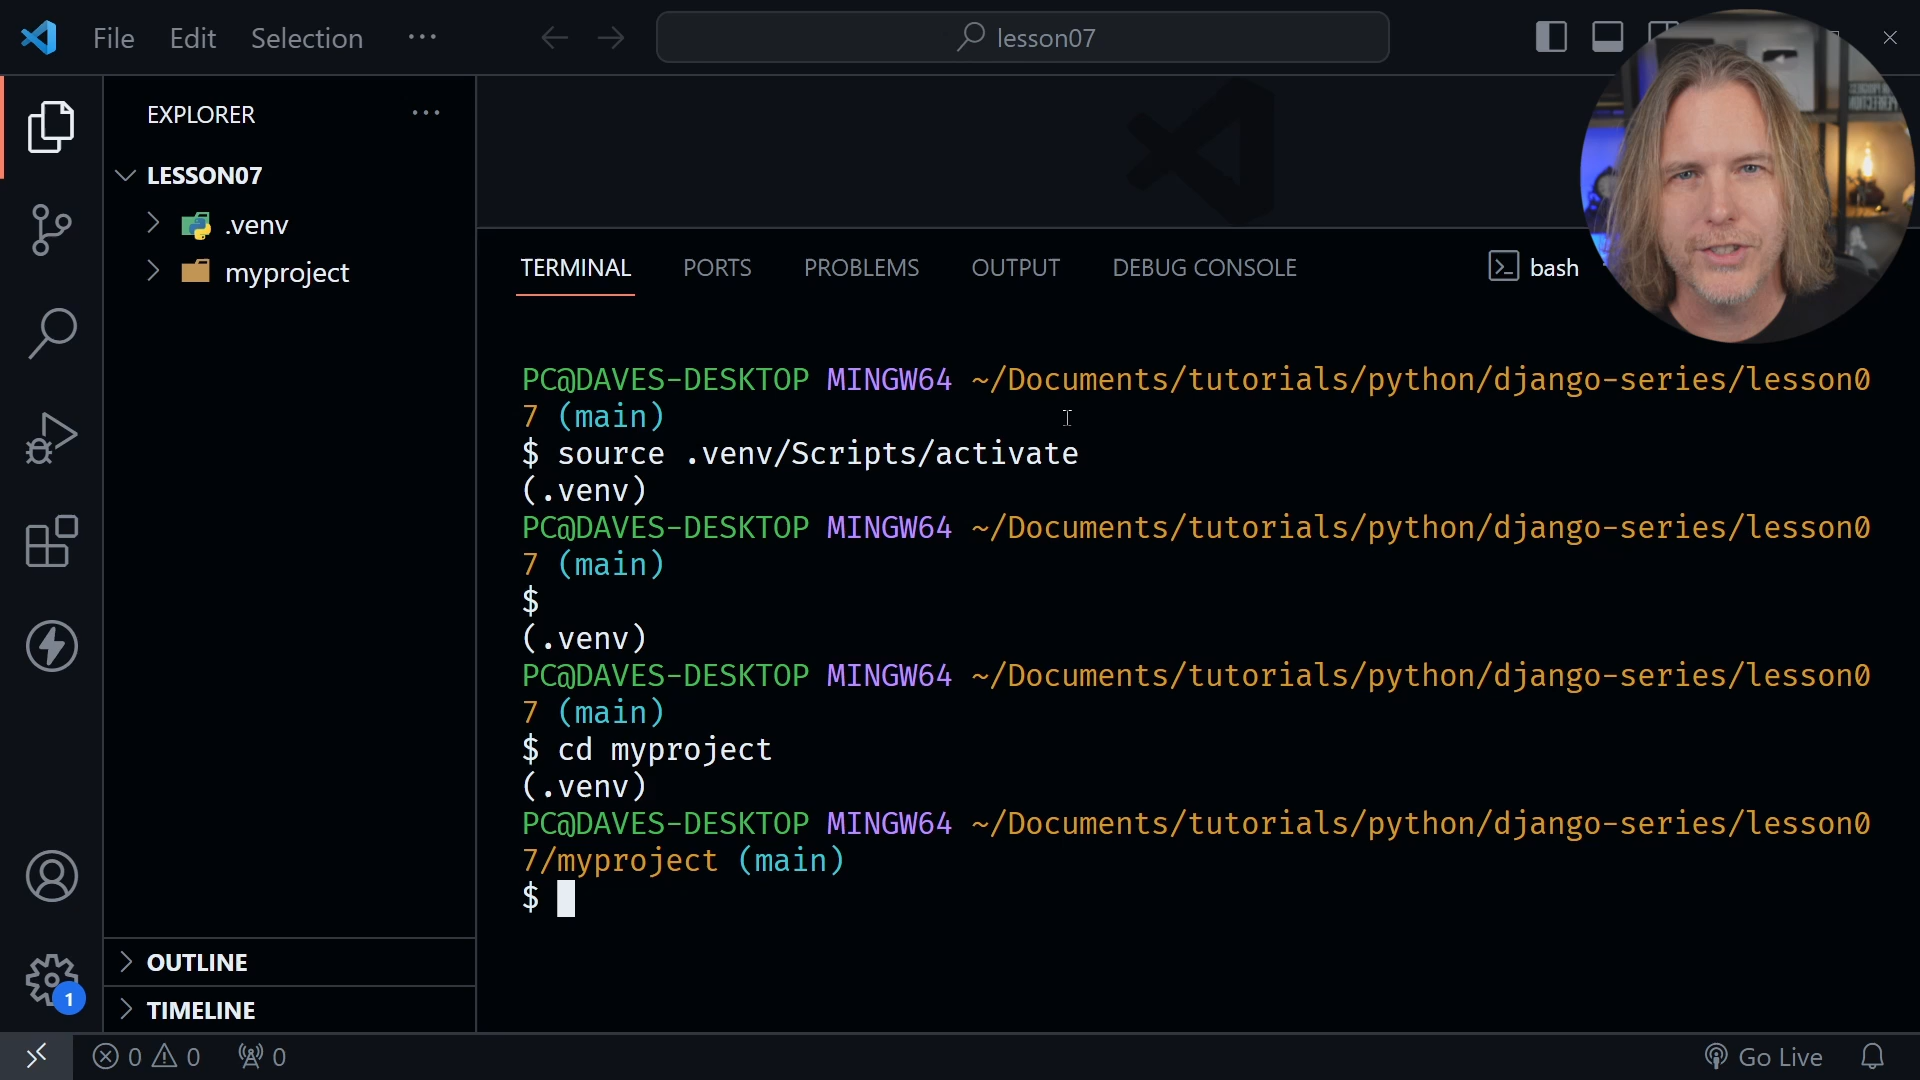 File Edit Selection ··· lesson07
EXPLORER ···
LESSON07
.venv
myproject
TERMINAL PORTS PROBLEMS OUTPUT DEBUG CONSOLE bash
PC@DAVES-DESKTOP MINGW64 ~/Documents/tutorials/python/django-series/lesson0
7 (main)
$ source .venv/Scripts/activate
(.venv)
PC@DAVES-DESKTOP MINGW64 ~/Documents/tutorials/python/django-series/lesson0
7 (main)
$
(.venv)
PC@DAVES-DESKTOP MINGW64 ~/Documents/tutorials/python/django-series/lesson0
7 (main)
$ cd myproject
(.venv)
PC@DAVES-DESKTOP MINGW64 ~/Documents/tutorials/python/django-series/lesson0
7/myproject (main)
$
OUTLINE
1
TIMELINE
0 0 0 Go Live